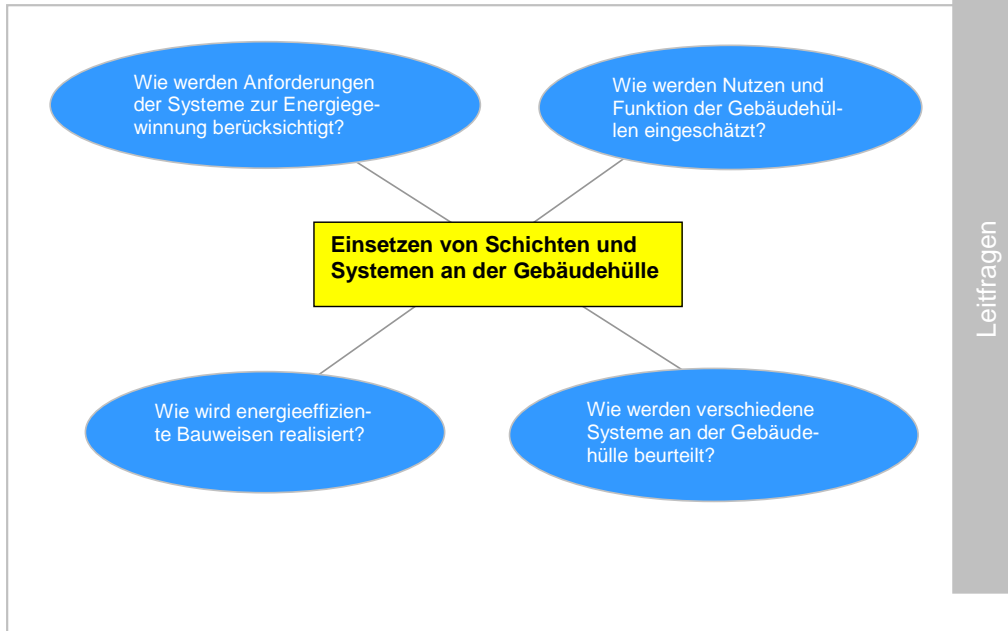 Wie werden Anforderungen
der Systeme zur Energiege-
winnung berücksichtigt?
Wie werden Nutzen und
Funktion der Gebäudehül-
len eingeschätzt?
Einsetzen von Schichten und
Systemen an der Gebäudehülle
Wie wird energieeffizien-
te Bauweisen realisiert?
Wie werden verschiedene
Systeme an der Gebäude-
hülle beurteilt?
Leitfragen